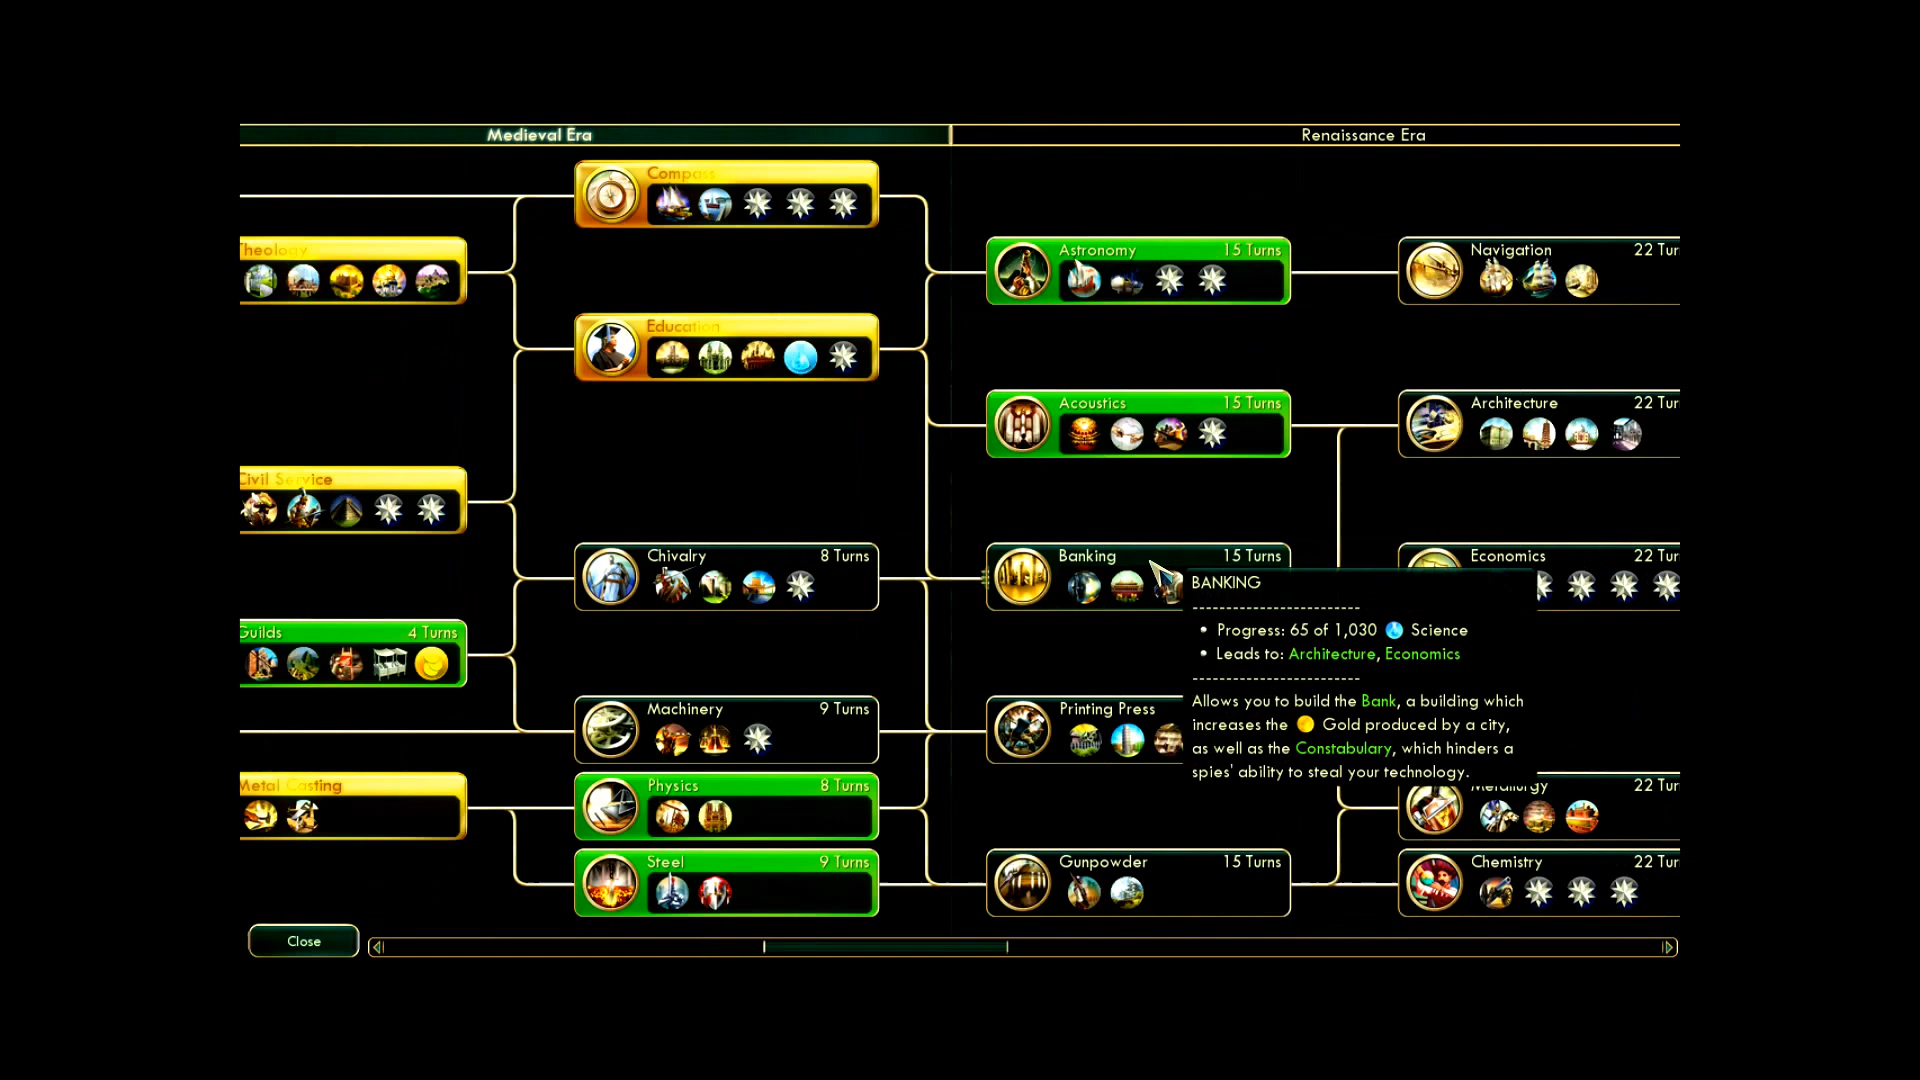 Medieval Era
Renaissance Era
Compass
Theology
Astronomy 15 Turns
Navigation 22 Tur
Education
Acoustics 15 Turns
Architecture 22 Tur
Civil Service
Chivalry 8 Turns
Banking 15 Turns
Economics 22 Tur
BANKING
-------------------------
• Progress: 65 of 1,030 Science
• Leads to: Architecture, Economics
-------------------------
Allows you to build the Bank, a building which
increases the Gold produced by a city,
as well as the Constabulary, which hinders a
spies' ability to steal your technology.
Guilds 4 Turns
Machinery 9 Turns
Printing Press
Metal Casting
Physics 8 Turns
Metallurgy 22 Tur
Steel 9 Turns
Gunpowder 15 Turns
Chemistry 22 Tur
Close